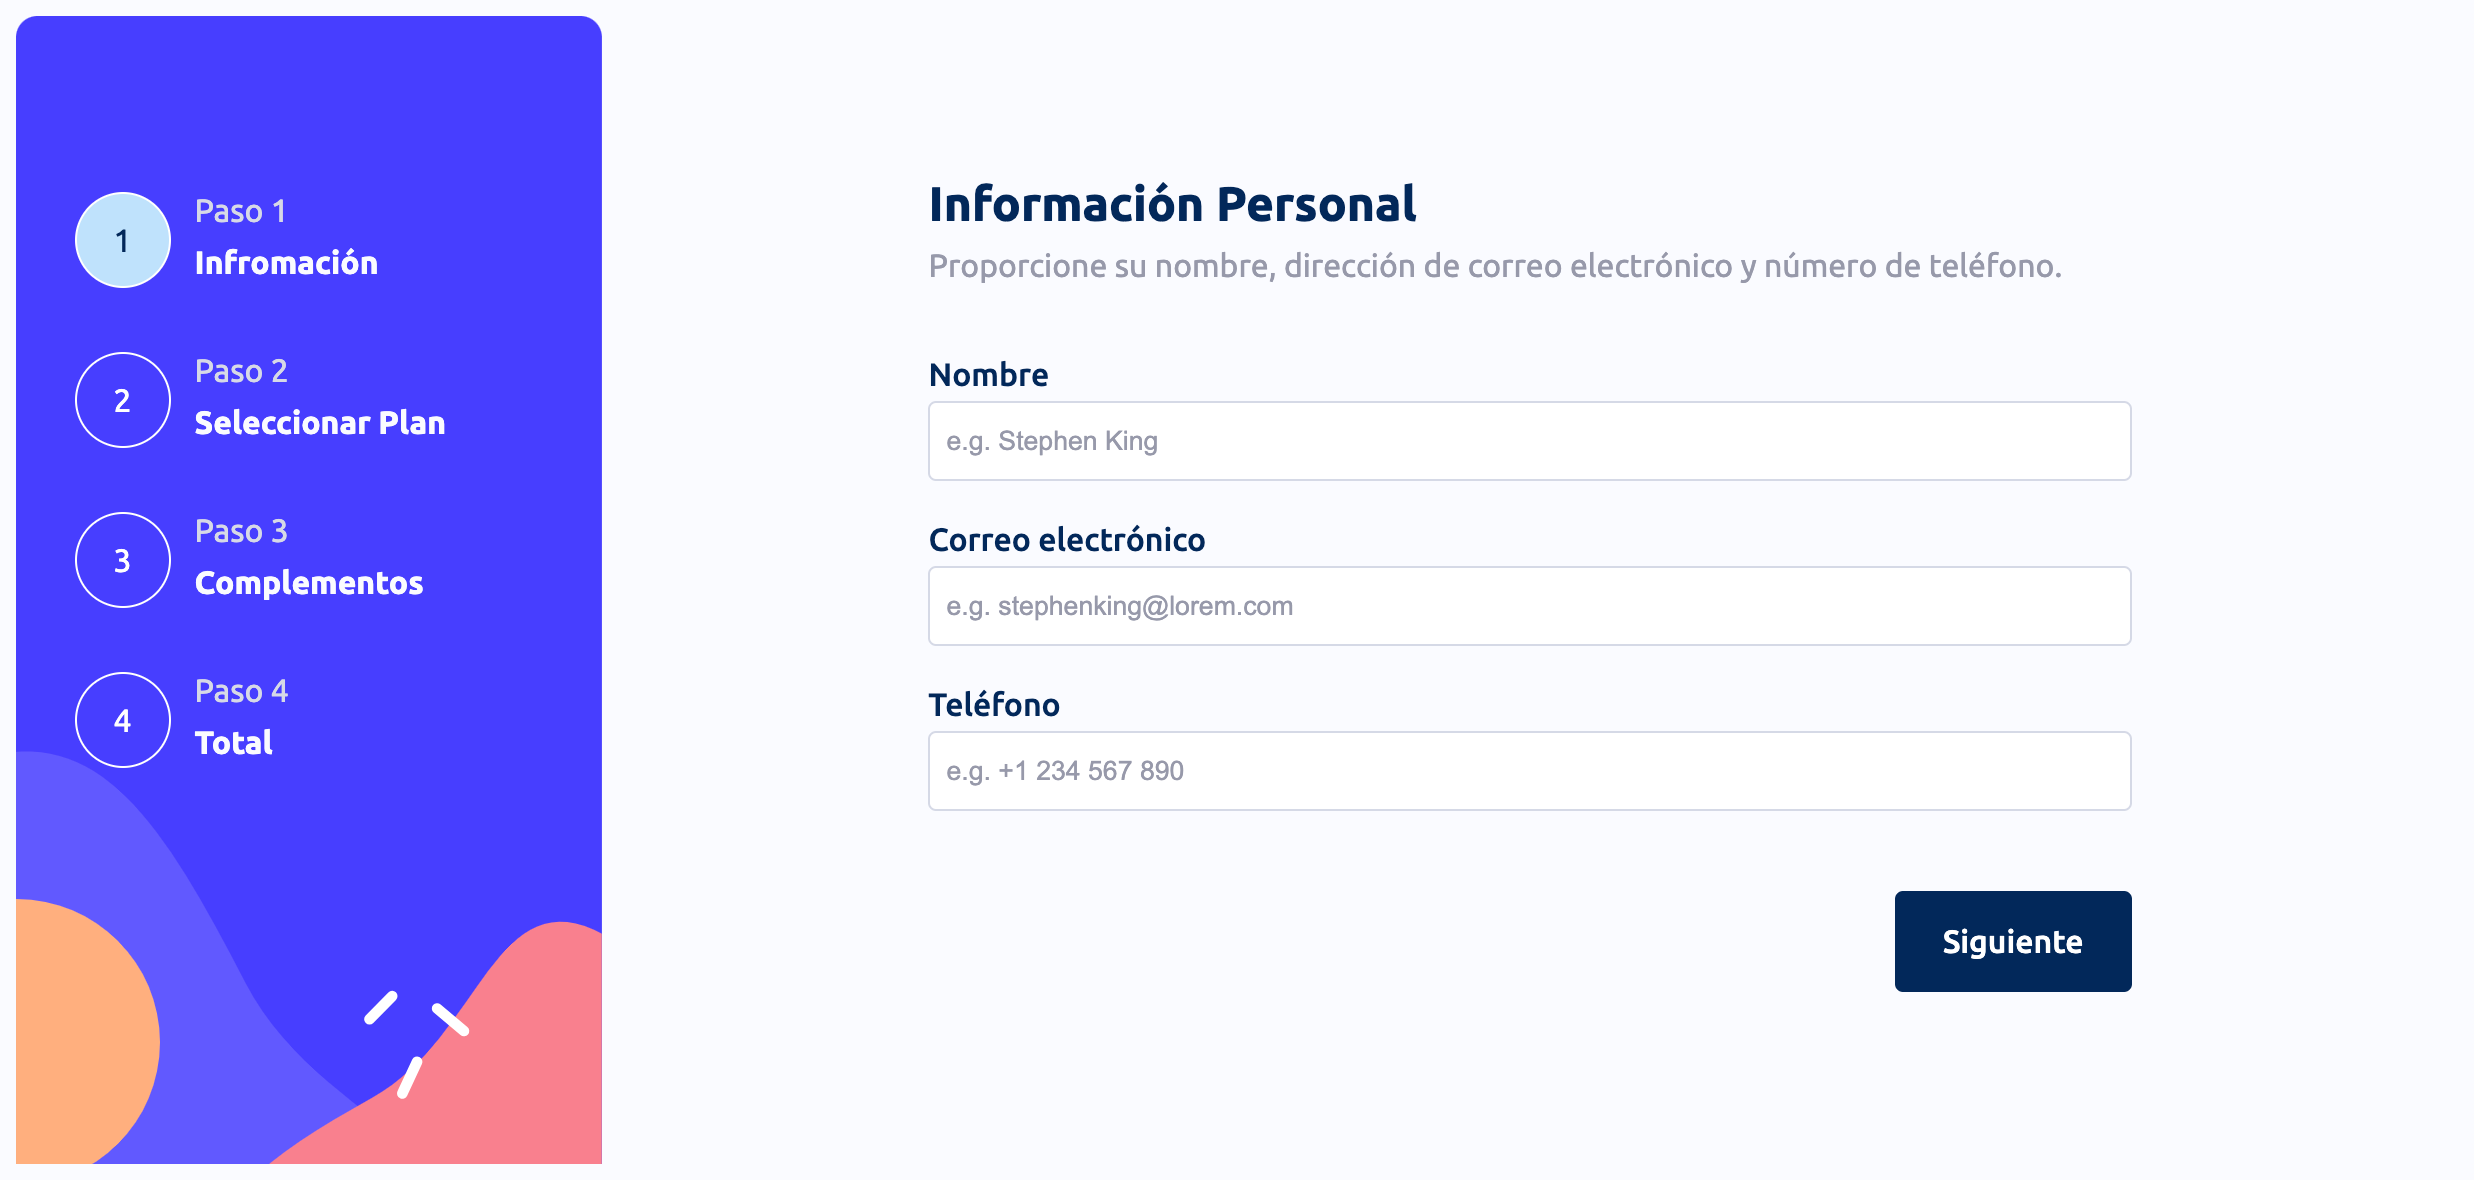 1
Paso 1
Infromación
2
Paso 2
Seleccionar Plan
3
Paso 3
Complementos
4
Paso 4
Total
Información Personal
Proporcione su nombre, dirección de correo electrónico y número de teléfono.
Nombre
e.g. Stephen King
Correo electrónico
e.g. stephenking@lorem.com
Teléfono
e.g. +1 234 567 890
Siguiente